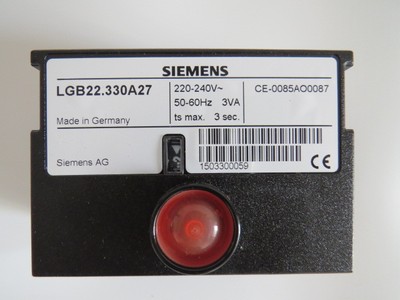 SIEMENS
LGB22.330A27
220-240V~
CE-0085AO0087
50-60Hz 3VA
Made in Germany
ts max. 3 sec.
Siemens AG
1503300059
CE